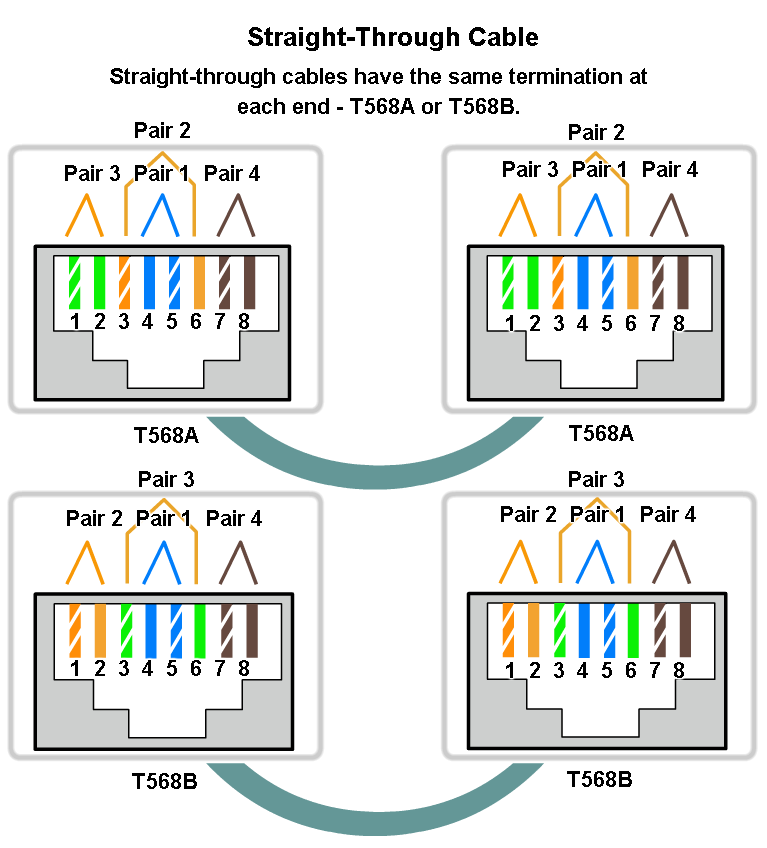 Straight-Through Cable
Straight-through cables have the same termination at
each end - T568A or T568B.
Pair 2
Pair 3 Pair 1 Pair 4
1 2 3 4 5 6 7 8
T568A
Pair 2
Pair 3 Pair 1 Pair 4
1 2 3 4 5 6 7 8
T568A
Pair 3
Pair 2 Pair 1 Pair 4
1 2 3 4 5 6 7 8
T568B
Pair 3
Pair 2 Pair 1 Pair 4
1 2 3 4 5 6 7 8
T568B